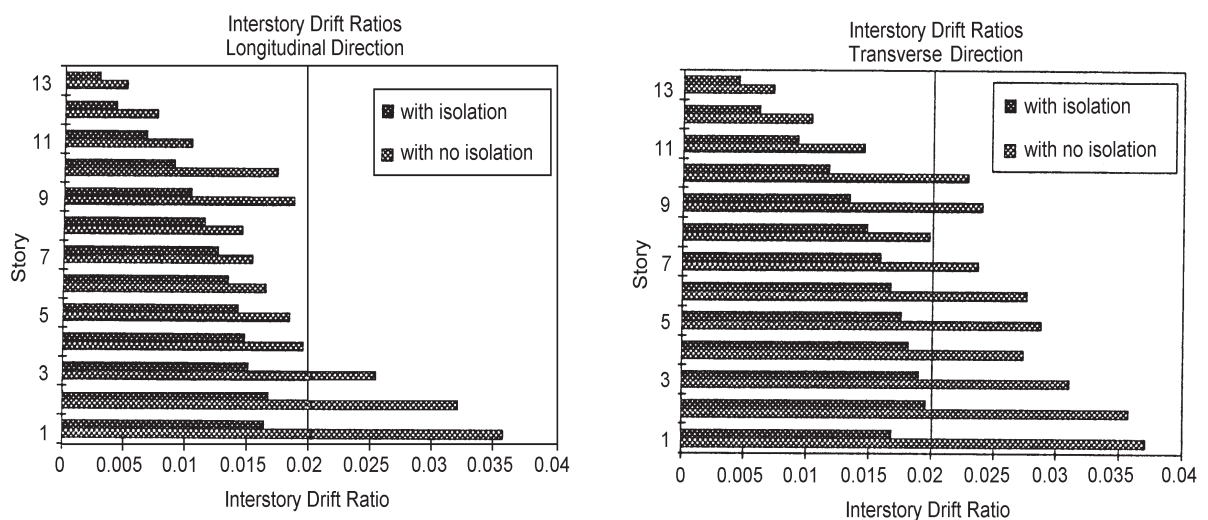 Interstory Drift Ratios
Longitudinal Direction
13
11
9
7
5
3
1
Story
with isolation
with no isolation
0 0.005 0.01 0.015 0.02 0.025 0.03 0.035 0.04
Interstory Drift Ratio
Interstory Drift Ratios
Transverse Direction
13
11
9
7
5
3
1
Story
with isolation
with no isolation
0 0.005 0.01 0.015 0.02 0.025 0.03 0.035 0.04
Interstory Drift Ratio